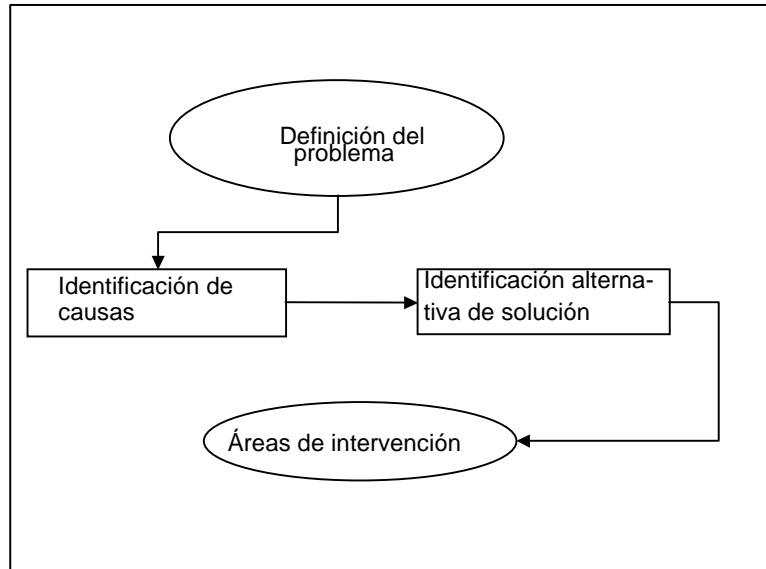 Definición del
problema
Identificación de
causas
Identificación alterna-
tiva de solución
Áreas de intervención